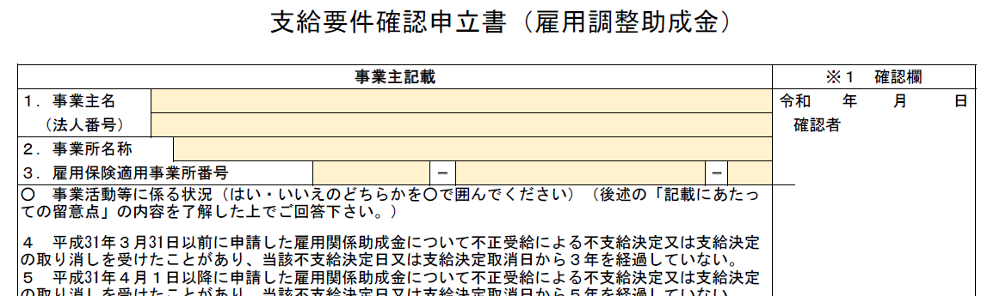 支給要件確認申立書（雇用調整助成金）
事業主記載
※１　確認欄
１．事業主名
（法人番号）
令和　　年　　月　　日
確認者
２．事業所名称
３．雇用保険適用事業所番号　－　－
〇　事業活動等に係る状況（はい・いいえのどちらかを〇で囲んでください）（後述の「記載にあたっ
ての留意点」の内容を了解した上でご回答下さい。）
４　平成31年３月31日以前に申請した雇用関係助成金について不正受給による不支給決定又は支給決定
の取り消しを受けたことがあり、当該不支給決定日又は支給決定取消日から３年を経過していない。
５　平成31年４月１日以降に申請した雇用関係助成金について不正受給による不支給決定又は支給決定
の取り消しを受けたことがあり、当該不支給決定日又は支給決定取消日から５年を経過していない。